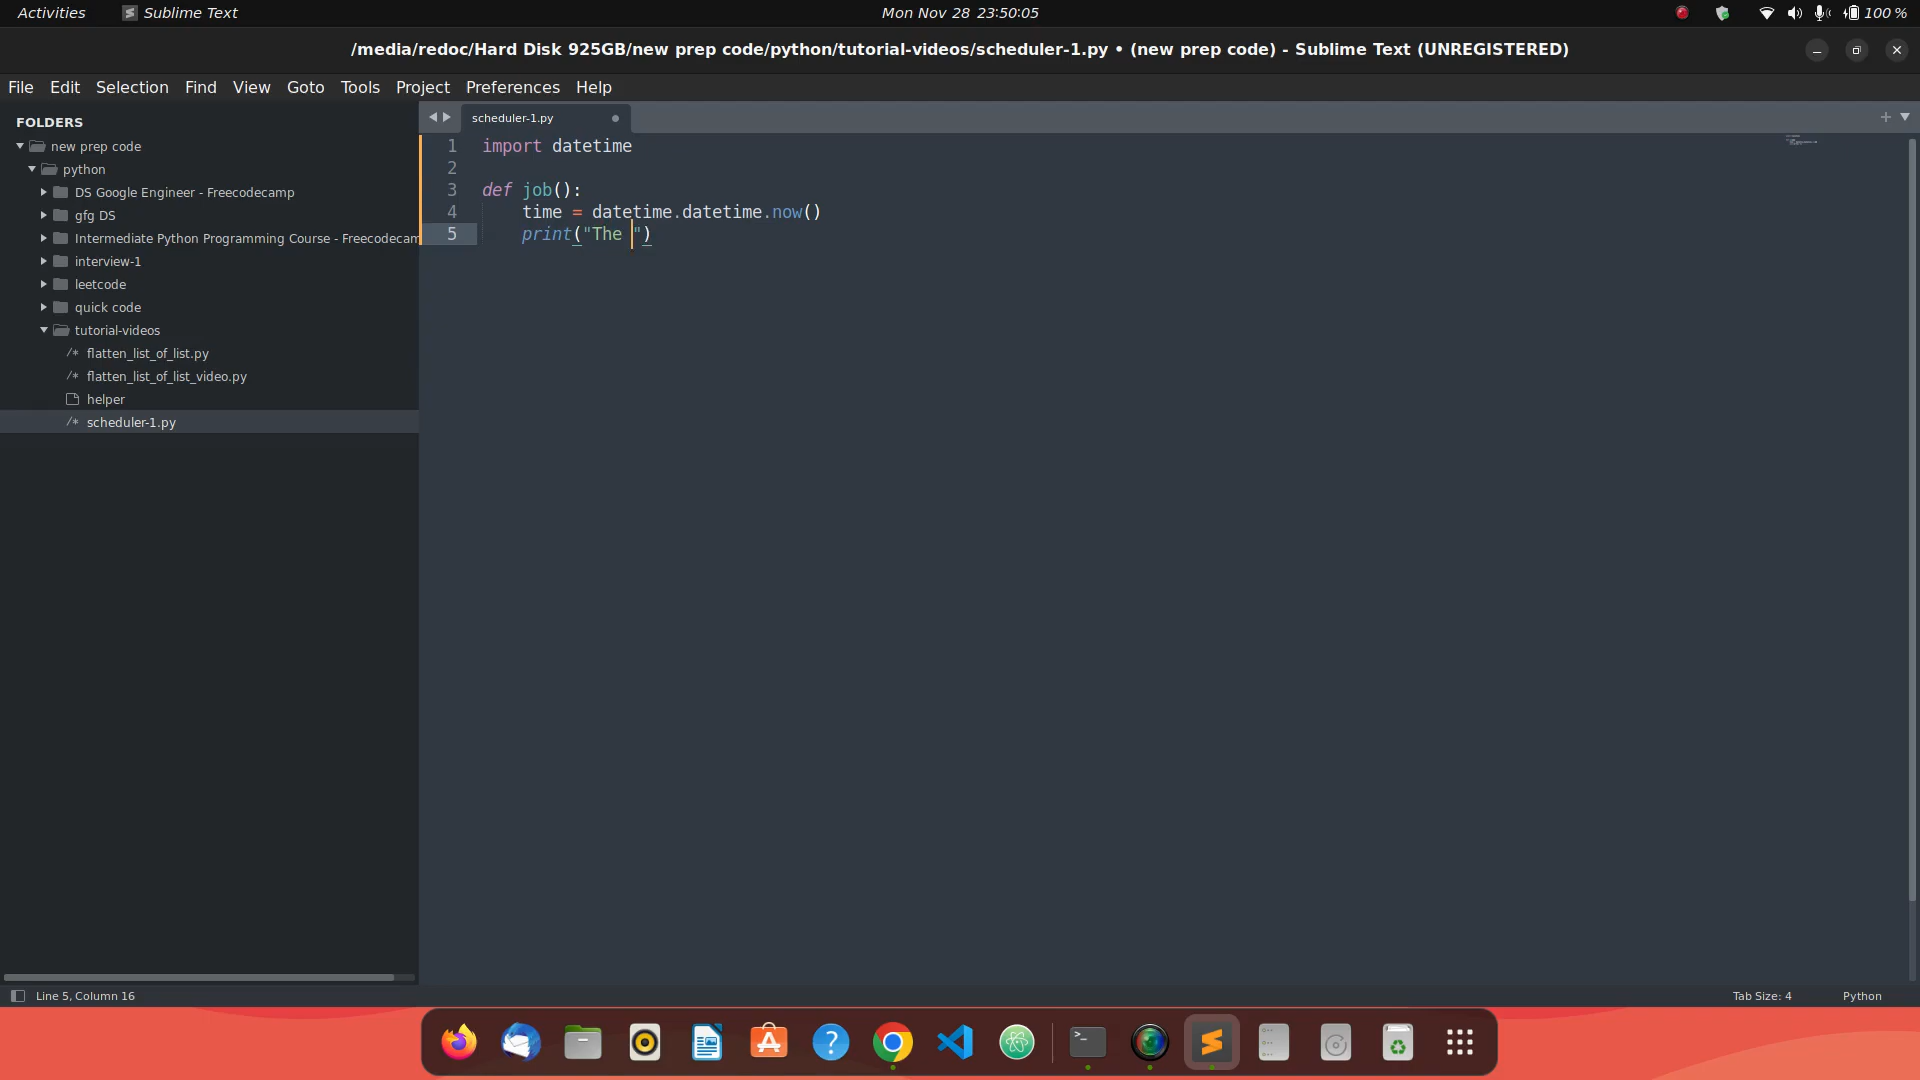 Activities
Sublime Text
Mon Nov 28 23:50:05
100 %
/media/redoc/Hard Disk 925GB/new prep code/python/tutorial-videos/scheduler-1.py • (new prep code) - Sublime Text (UNREGISTERED)
File Edit Selection Find View Goto Tools Project Preferences Help
FOLDERS
new prep code
python
DS Google Engineer - Freecodecamp
gfg DS
Intermediate Python Programming Course - Freecodecam
interview-1
leetcode
quick code
tutorial-videos
/* flatten_list_of_list.py
/* flatten_list_of_list_video.py
helper
/* scheduler-1.py
scheduler-1.py
1 import datetime
2
3 def job():
4 time = datetime.datetime.now()
5 print("The ")
Line 5, Column 16
Tab Size: 4
Python